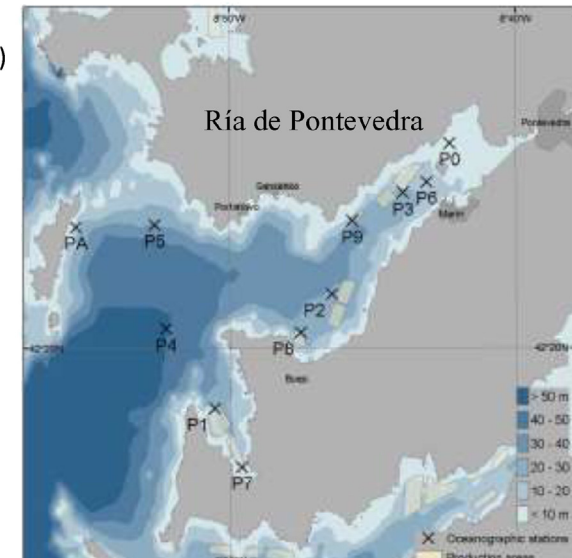 )
8°50'W
8°40'W
Ría de Pontevedra
Pontevedra
P0
Sanxenxo
P3 P6
Portonovo
Marín
P9
PA
P5
P2
P4
P8
42°20'N
42°20'N
Bueu
> 50 m
P1
40 - 50
30 - 40
P7
20 - 30
10 - 20
< 10 m
Oceanographic stations
Production areas